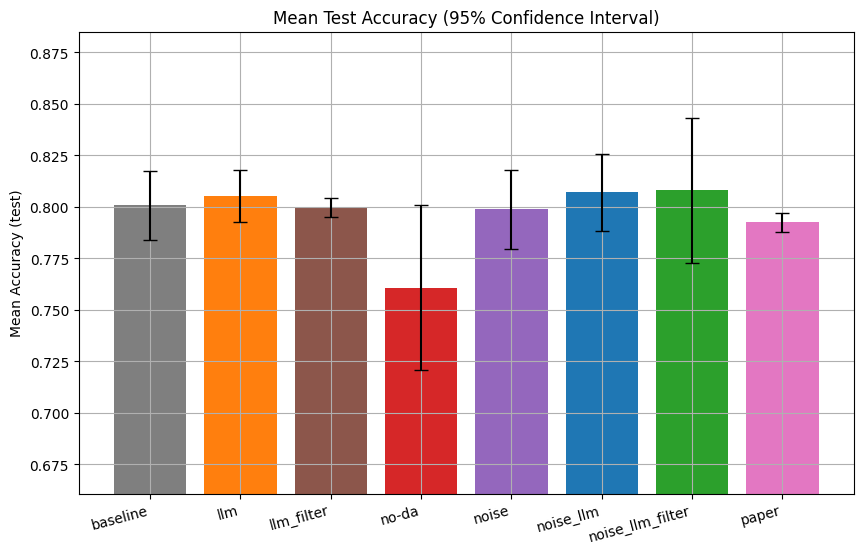 Mean Test Accuracy (95% Confidence Interval)
Mean Accuracy (test)
0.875
0.850
0.825
0.800
0.775
0.750
0.725
0.700
0.675
baseline
llm
llm_filter
no-da
noise
noise_llm
noise_llm_filter
paper